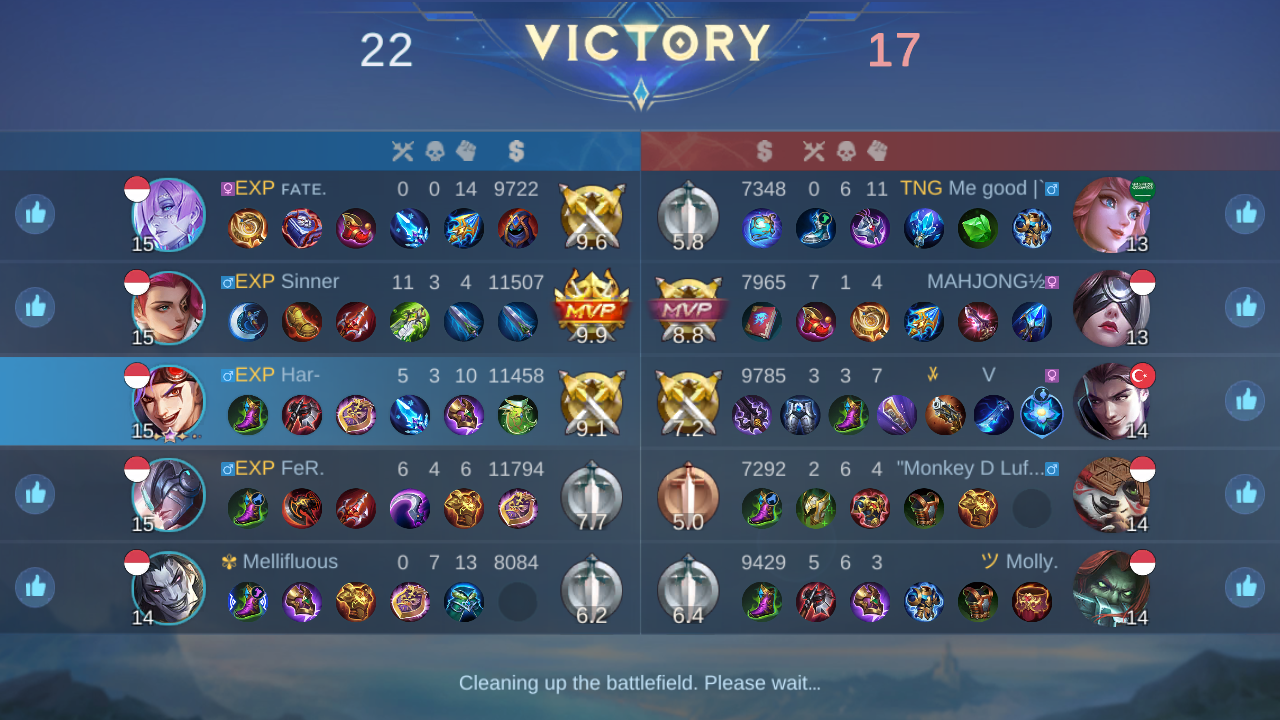 22 VICTORY 17
$ $
EXP FATE. 0 0 14 9722 7348 0 6 11 TNG Me good |`
15 9.6 5.8 13
EXP Sinner 11 3 4 11507 7965 7 1 4 MAHJONG½
15 MVP 9.9 MVP 8.8 13
EXP Har- 5 3 10 11458 9785 3 3 7 V
15 9.1 7.2 14
EXP FeR. 6 4 6 11794 7292 2 6 4 "Monkey D Luf...
15 7.7 5.0 14
Mellifluous 0 7 13 8084 9429 5 6 3 ツ Molly.
14 6.2 6.4 14
Cleaning up the battlefield. Please wait...